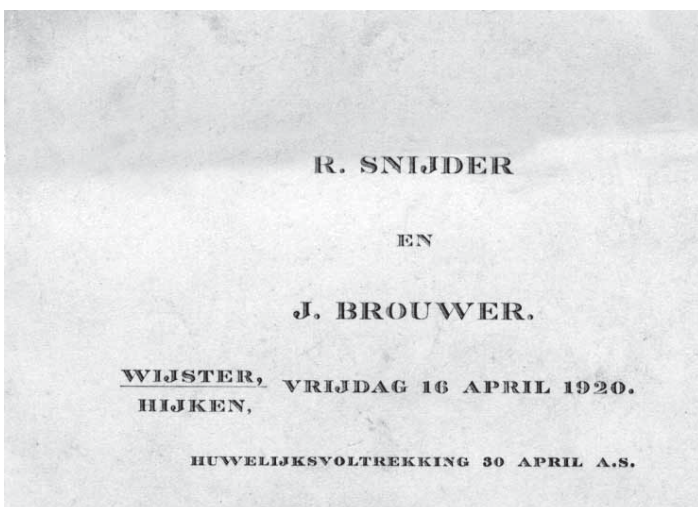 R. SNIJDER
EN
J. BROUWER.
WIJSTER,
HIJKEN,
VRIJDAG 16 APRIL 1920.
HUWELIJKSVOLTREKKING 30 APRIL A.S.